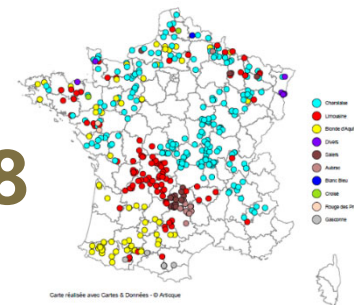 8
Charolaise
Limousine
Blonde d'Aquit
Divers
Salers
Aubrac
Blanc Bleu
Croisé
Rouge des Pr
Gasconne
Carte réalisée avec Cartes & Données - © Articque